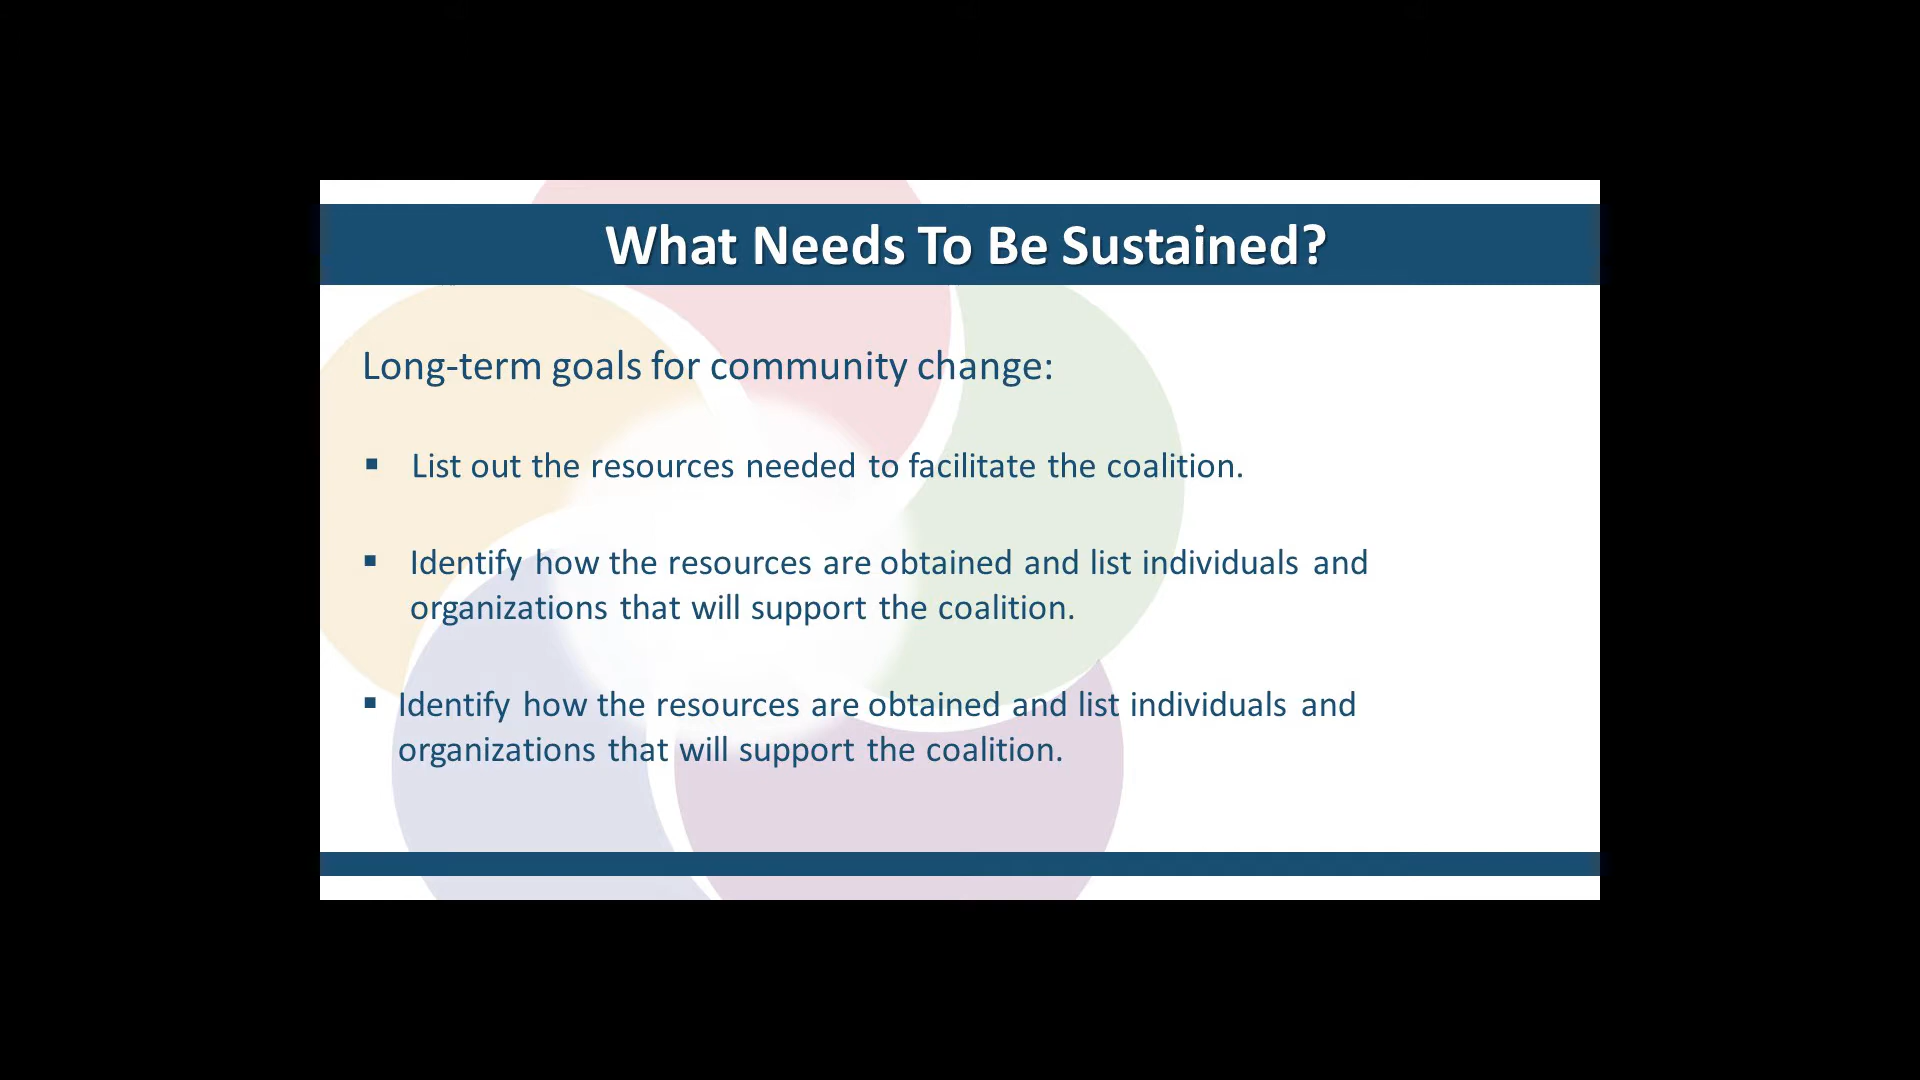 What Needs To Be Sustained?
Long-term goals for community change:
▪ List out the resources needed to facilitate the coalition.
▪ Identify how the resources are obtained and list individuals and
organizations that will support the coalition.
▪ Identify how the resources are obtained and list individuals and
organizations that will support the coalition.